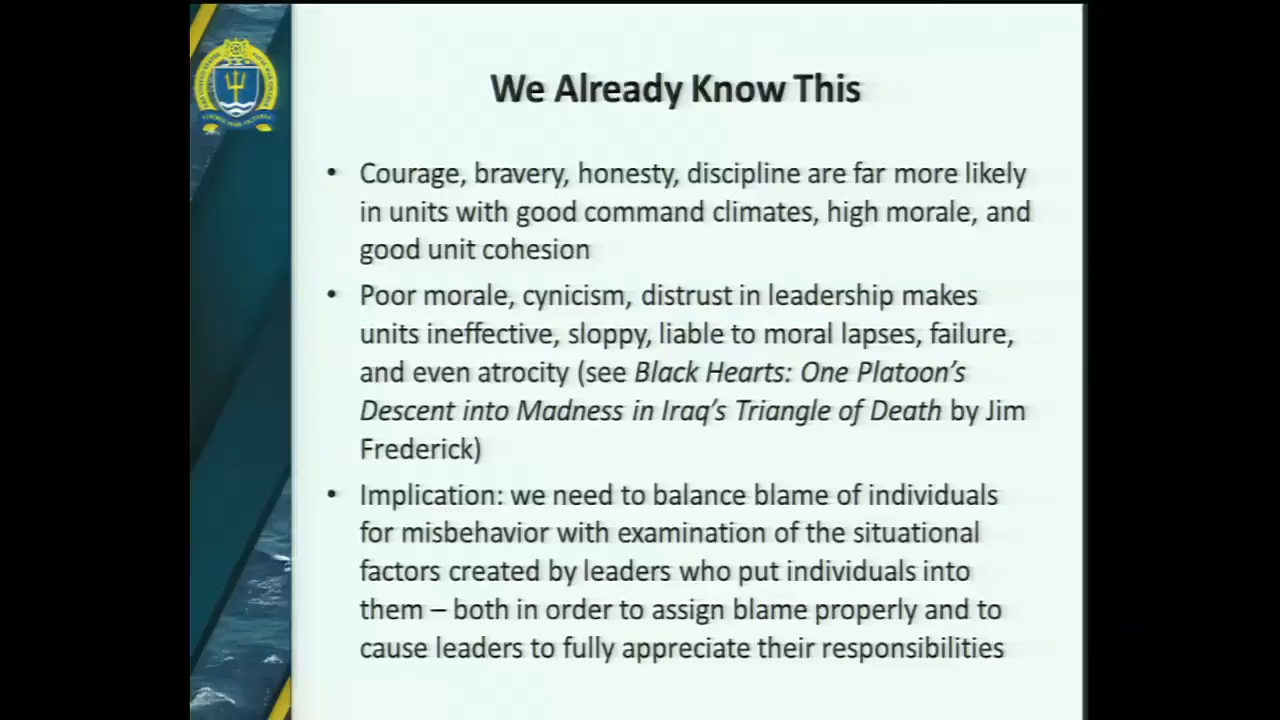 We Already Know This
• Courage, bravery, honesty, discipline are far more likely
in units with good command climates, high morale, and
good unit cohesion
• Poor morale, cynicism, distrust in leadership makes
units ineffective, sloppy, liable to moral lapses, failure,
and even atrocity (see Black Hearts: One Platoon's
Descent into Madness in Iraq's Triangle of Death by Jim
Frederick)
• Implication: we need to balance blame of individuals
for misbehavior with examination of the situational
factors created by leaders who put individuals into
them – both in order to assign blame properly and to
cause leaders to fully appreciate their responsibilities